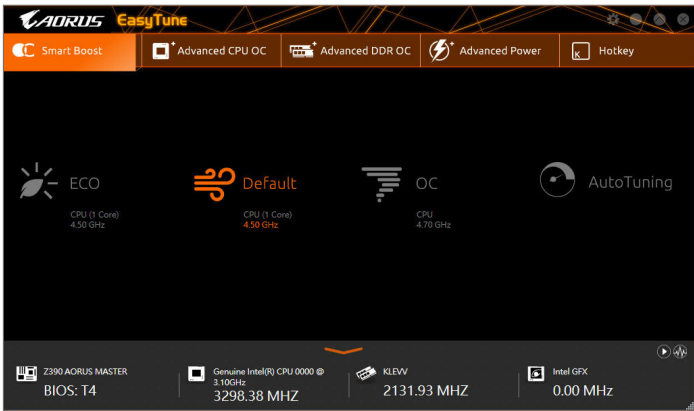 AORUS EasyTune
Smart Boost
Advanced CPU OC
Advanced DDR OC
Advanced Power
K
Hotkey
ECO
CPU (1 Core)
4.50 GHz
Default
CPU (1 Core)
4.50 GHz
OC
CPU
4.70 GHz
AutoTuning
Z390 AORUS MASTER
BIOS: T4
Genuine Intel(R) CPU 0000 @
3.10GHz
3298.38 MHZ
KLEVV
2131.93 MHZ
Intel GFX
0.00 MHz